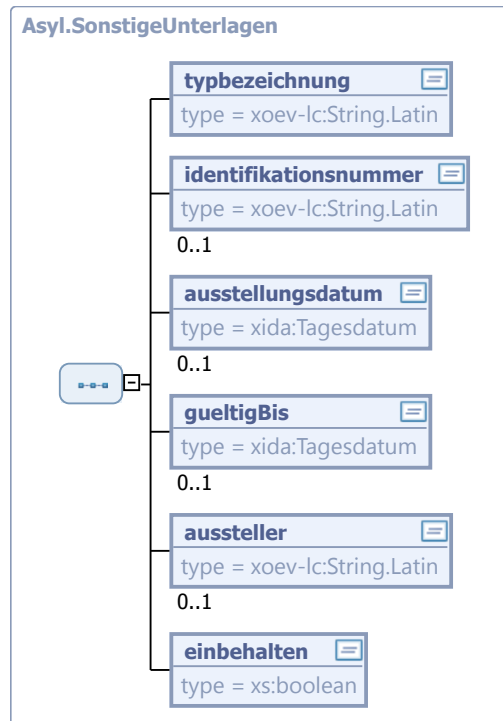 Asyl.SonstigeUnterlagen
typbezeichnung
type = xoev-lc:String.Latin
identifikationsnummer
type = xoev-lc:String.Latin
0..1
ausstellungsdatum
type = xida:Tagesdatum
0..1
gueltigBis
type = xida:Tagesdatum
0..1
aussteller
type = xoev-lc:String.Latin
0..1
einbehalten
type = xs:boolean